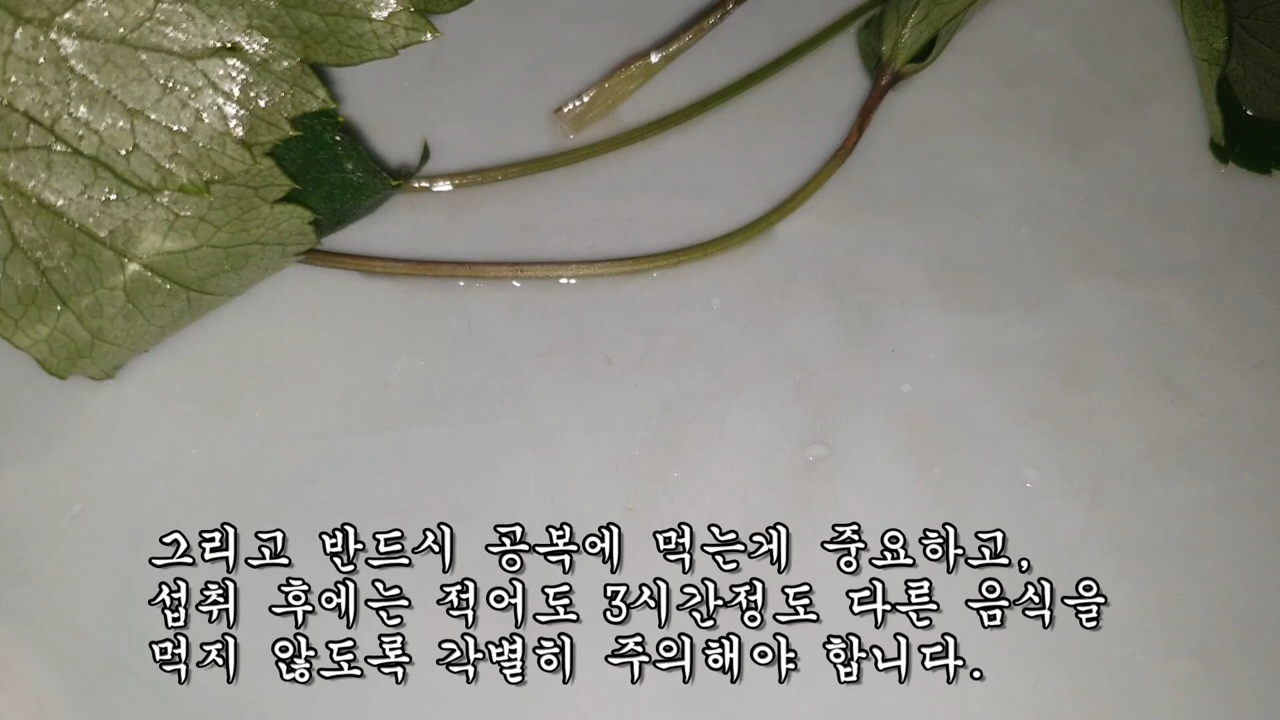 그리고 반드시 공복에 먹는게 중요하고,
섭취 후에는 적어도 3시간정도 다른 음식을
먹지 않도록 각별히 주의해야 합니다.